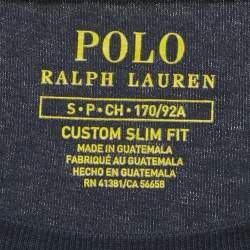 POLO
RALPH LAUREN
S • P • CH • 170/92A
CUSTOM SLIM FIT
MADE IN GUATEMALA
FABRIQUÉ AU GUATEMALA
HECHO EN GUATEMALA
RN 41381/CA 56658